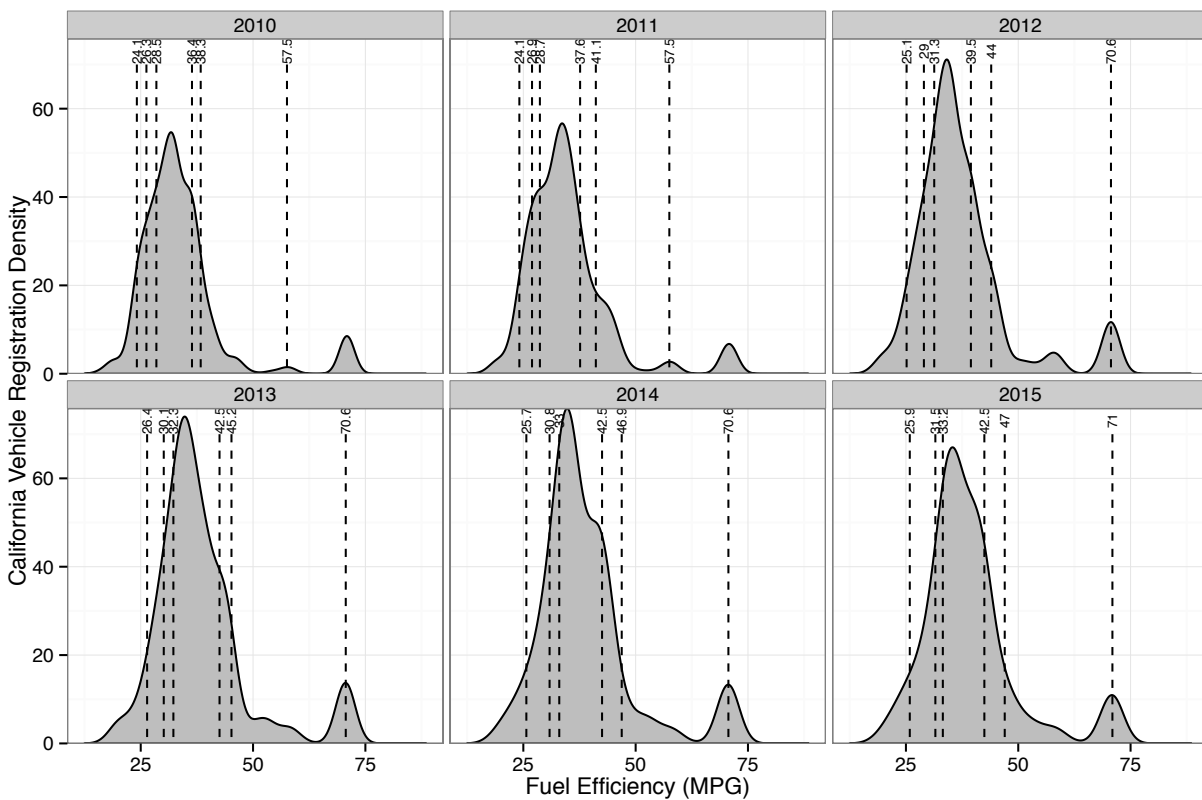 2010 2011 2012
24.1 26.3 28.5 36.4 38.3 57.5
24.1 26.9 28.7 37.6 41.1 57.5
25.1 29 31.3 39.5 44 70.6
60
40
20
0
2013 2014 2015
26.4 30.1 32.3 42.5 45.2 70.6
25.7 30.8 33 42.5 46.9 70.6
25.9 31.5 33.2 42.5 47 71
60
40
20
0
25 50 75 25 50 75 25 50 75
Fuel Efficiency (MPG)
California Vehicle Registration Density